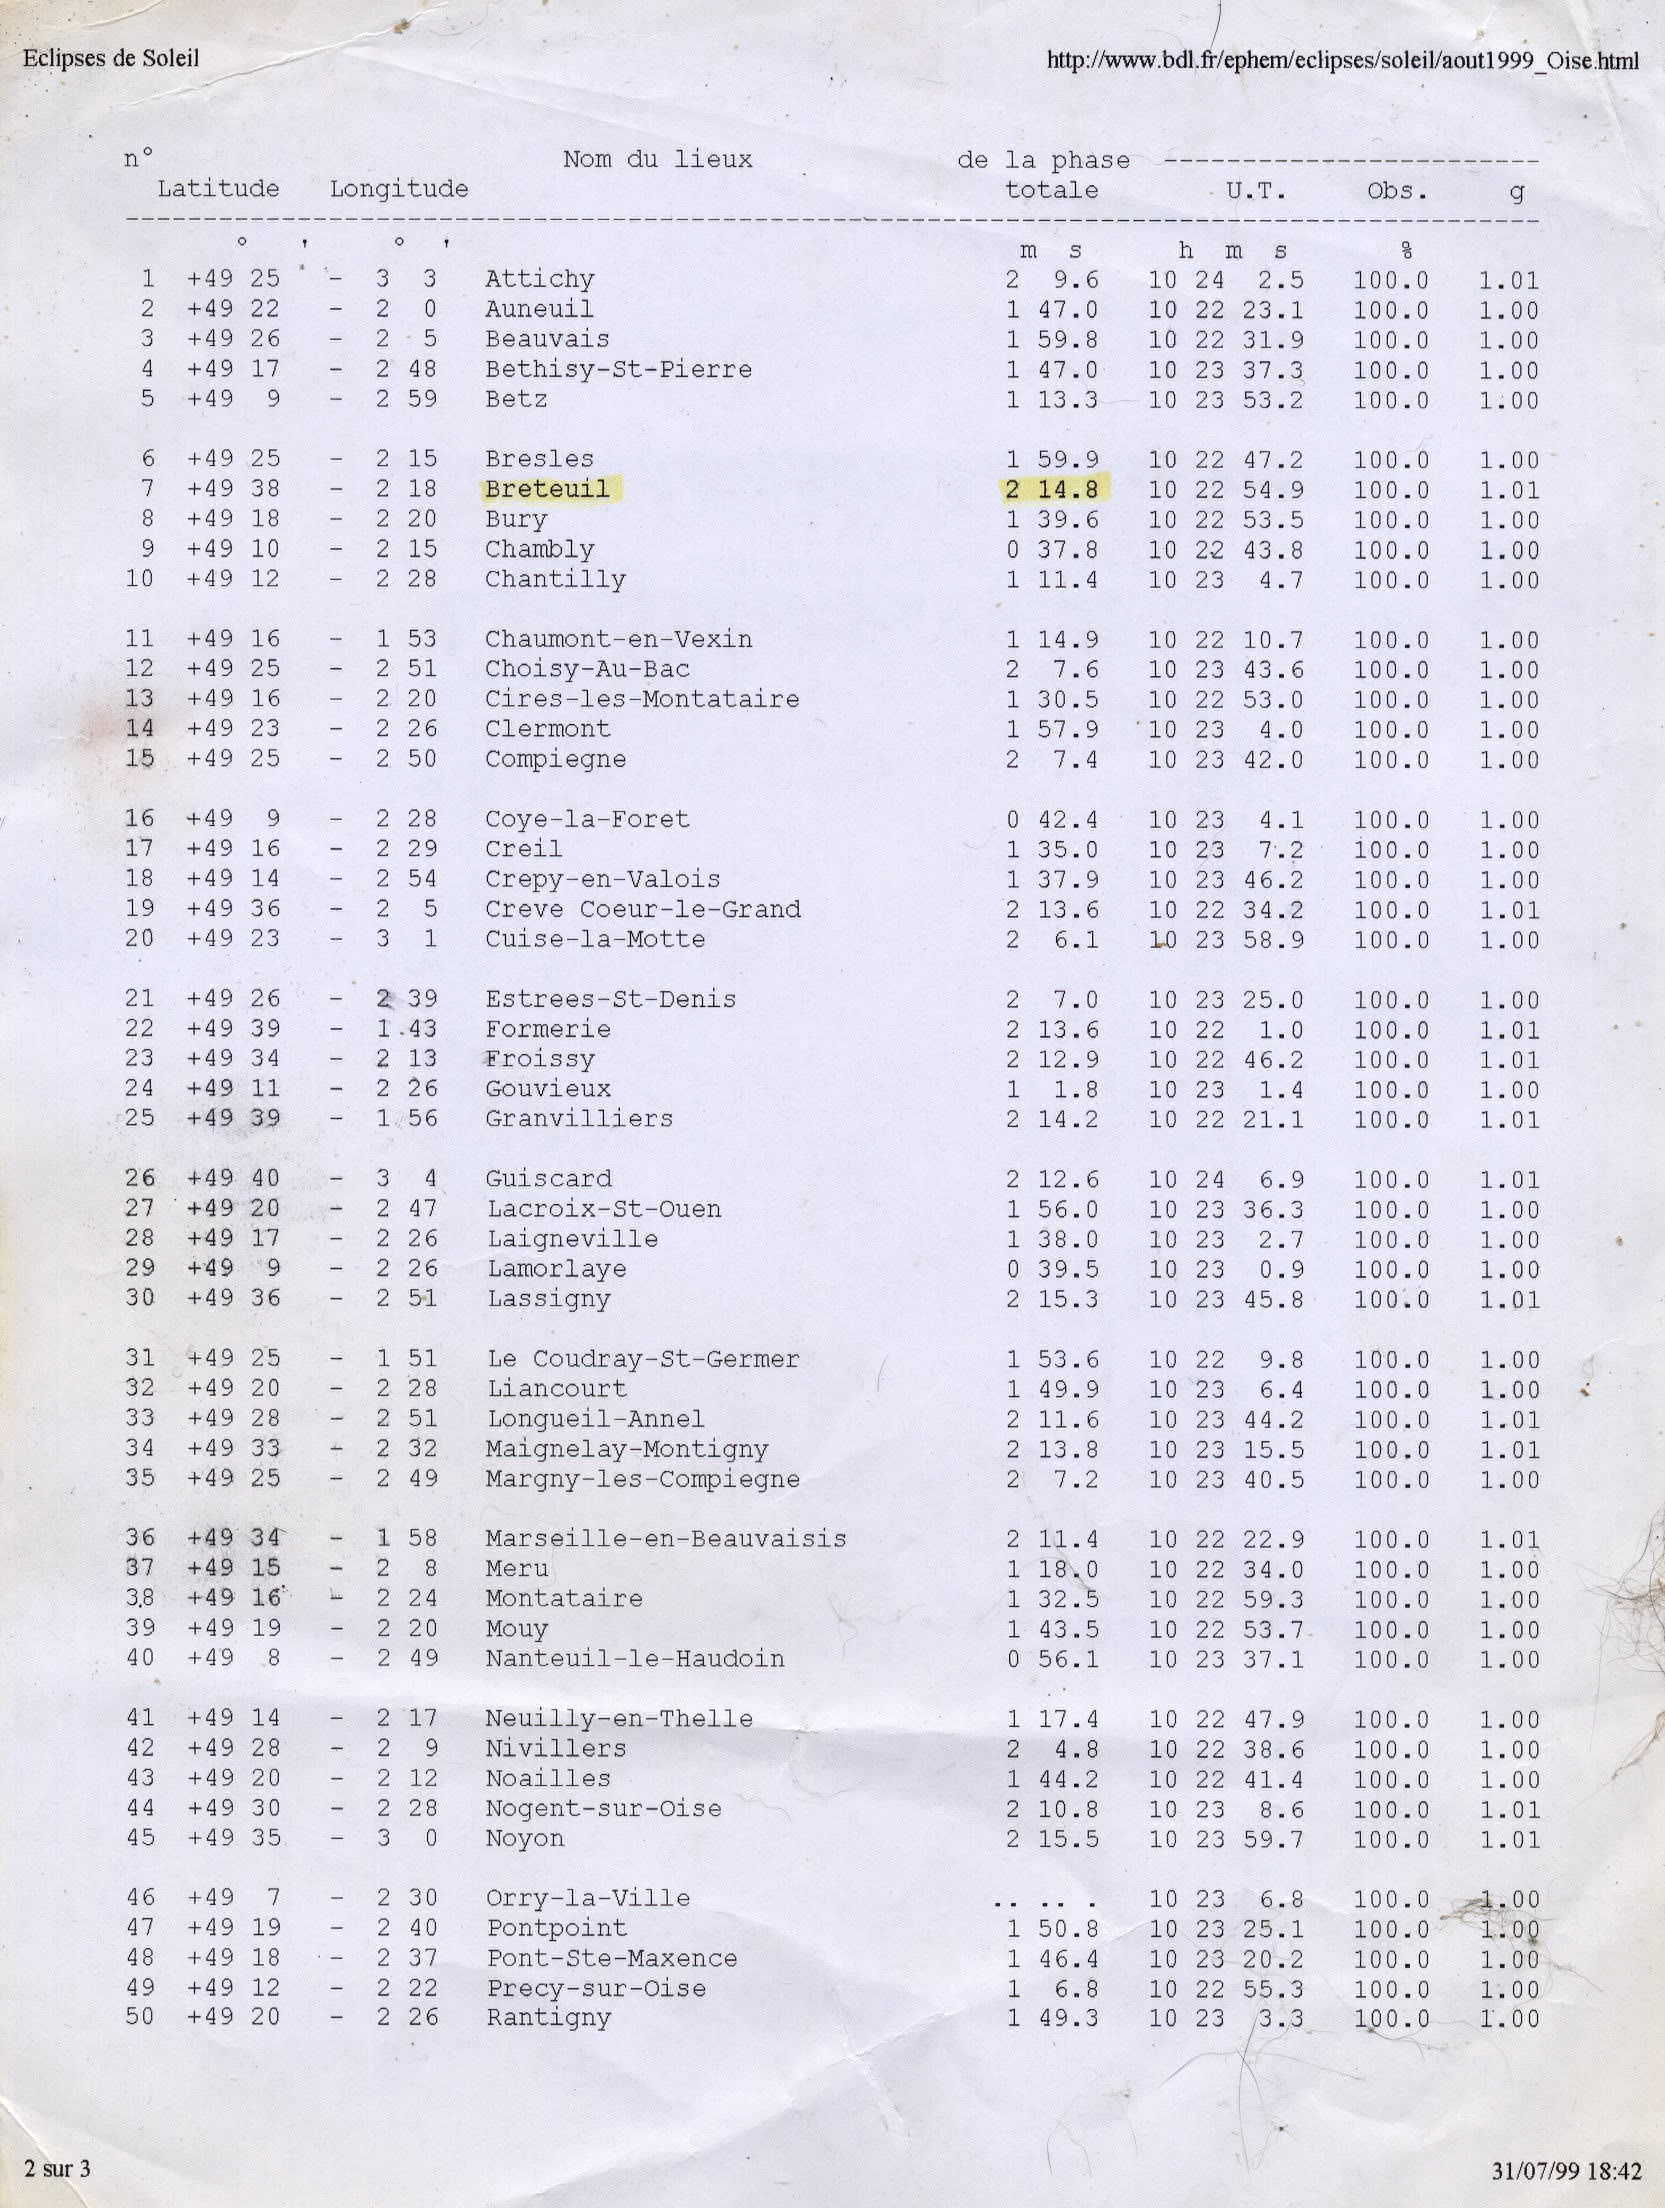 Eclipses de Soleil http://www.bdl.fr/ephem/eclipses/soleil/aout1999_Oise.html
n° Nom du lieux de la phase -------------------------
Latitude Longitude totale U.T. Obs. g
--------------------------------------------------------------------------------------------
° ' ° ' m s h m s %
1 +49 25 - 3 3 Attichy 2 9.6 10 24 2.5 100.0 1.01
2 +49 22 - 2 0 Auneuil 1 47.0 10 22 23.1 100.0 1.00
3 +49 26 - 2 5 Beauvais 1 59.8 10 22 31.9 100.0 1.00
4 +49 17 - 2 48 Bethisy-St-Pierre 1 47.0 10 23 37.3 100.0 1.00
5 +49 9 - 2 59 Betz 1 13.3 10 23 53.2 100.0 1.00
6 +49 25 - 2 15 Bresles 1 59.9 10 22 47.2 100.0 1.00
7 +49 38 - 2 18 Breteuil 2 14.8 10 22 54.9 100.0 1.01
8 +49 18 - 2 20 Bury 1 39.6 10 22 53.5 100.0 1.00
9 +49 10 - 2 15 Chambly 0 37.8 10 22 43.8 100.0 1.00
10 +49 12 - 2 28 Chantilly 1 11.4 10 23 4.7 100.0 1.00
11 +49 16 - 1 53 Chaumont-en-Vexin 1 14.9 10 22 10.7 100.0 1.00
12 +49 25 - 2 51 Choisy-Au-Bac 2 7.6 10 23 43.6 100.0 1.00
13 +49 16 - 2 20 Cires-les-Montataire 1 30.5 10 22 53.0 100.0 1.00
14 +49 23 - 2 26 Clermont 1 57.9 10 23 4.0 100.0 1.00
15 +49 25 - 2 50 Compiegne 2 7.4 10 23 42.0 100.0 1.00
16 +49 9 - 2 28 Coye-la-Foret 0 42.4 10 23 4.1 100.0 1.00
17 +49 16 - 2 29 Creil 1 35.0 10 23 7.2 100.0 1.00
18 +49 14 - 2 54 Crepy-en-Valois 1 37.9 10 23 46.2 100.0 1.00
19 +49 36 - 2 5 Creve Coeur-le-Grand 2 13.6 10 22 34.2 100.0 1.01
20 +49 23 - 3 1 Cuise-la-Motte 2 6.1 10 23 58.9 100.0 1.00
21 +49 26 - 2 39 Estrees-St-Denis 2 7.0 10 23 25.0 100.0 1.00
22 +49 39 - 1 43 Formerie 2 13.6 10 22 1.0 100.0 1.01
23 +49 34 - 2 13 Froissy 2 12.9 10 22 46.2 100.0 1.01
24 +49 11 - 2 26 Gouvieux 1 1.8 10 23 1.4 100.0 1.00
25 +49 39 - 1 56 Granvilliers 2 14.2 10 22 21.1 100.0 1.01
26 +49 40 - 3 4 Guiscard 2 12.6 10 24 6.9 100.0 1.01
27 +49 20 - 2 47 Lacroix-St-Ouen 1 56.0 10 23 36.3 100.0 1.00
28 +49 17 - 2 26 Laigneville 1 38.0 10 23 2.7 100.0 1.00
29 +49 9 - 2 26 Lamorlaye 0 39.5 10 23 0.9 100.0 1.00
30 +49 36 - 2 51 Lassigny 2 15.3 10 23 45.8 100.0 1.01
31 +49 25 - 1 51 Le Coudray-St-Germer 1 53.6 10 22 9.8 100.0 1.00
32 +49 20 - 2 28 Liancourt 1 49.9 10 23 6.4 100.0 1.00
33 +49 28 - 2 51 Longueil-Annel 2 11.6 10 23 44.2 100.0 1.01
34 +49 33 - 2 32 Maignelay-Montigny 2 13.8 10 23 15.5 100.0 1.01
35 +49 25 - 2 49 Margny-les-Compiegne 2 7.2 10 23 40.5 100.0 1.00
36 +49 34 - 1 58 Marseille-en-Beauvaisis 2 11.4 10 22 22.9 100.0 1.01
37 +49 15 - 2 8 Meru 1 18.0 10 22 34.0 100.0 1.00
38 +49 16 - 2 24 Montataire 1 32.5 10 22 59.3 100.0 1.00
39 +49 19 - 2 20 Mouy 1 43.5 10 22 53.7 100.0 1.00
40 +49 8 - 2 49 Nanteuil-le-Haudoin 0 56.1 10 23 37.1 100.0 1.00
41 +49 14 - 2 17 Neuilly-en-Thelle 1 17.4 10 22 47.9 100.0 1.00
42 +49 28 - 2 9 Nivillers 2 4.8 10 22 38.6 100.0 1.00
43 +49 20 - 2 12 Noailles 1 44.2 10 22 41.4 100.0 1.00
44 +49 30 - 2 28 Nogent-sur-Oise 2 10.8 10 23 8.6 100.0 1.01
45 +49 35 - 3 0 Noyon 2 15.5 10 23 59.7 100.0 1.01
46 +49 7 - 2 30 Orry-la-Ville .. .. . 10 23 6.8 100.0 1.00
47 +49 19 - 2 40 Pontpoint 1 50.8 10 23 25.1 100.0 1.00
48 +49 18 - 2 37 Pont-Ste-Maxence 1 46.4 10 23 20.2 100.0 1.00
49 +49 12 - 2 22 Precy-sur-Oise 1 6.8 10 22 55.3 100.0 1.00
50 +49 20 - 2 26 Rantigny 1 49.3 10 23 3.3 100.0 1.00
2 sur 3 31/07/99 18:42